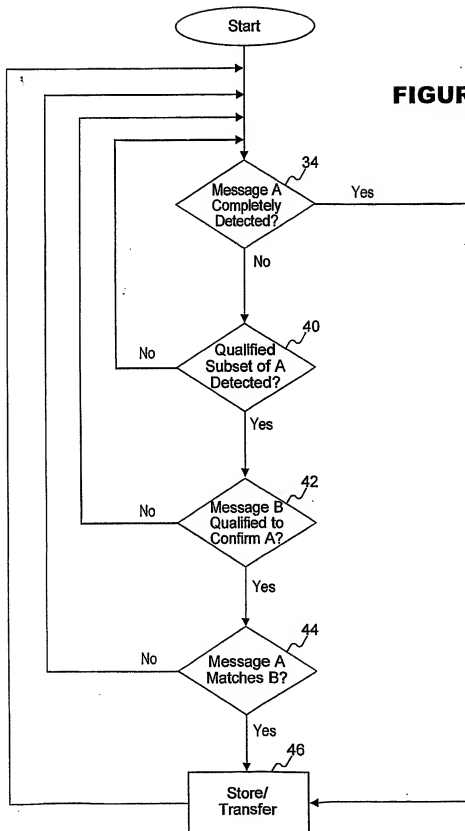 Start
FIGUR
34
Message A
Completely
Detected?
Yes
No
40
Qualified
Subset of A
Detected?
No
Yes
42
Message B
Qualified to
Confirm A?
No
Yes
44
Message A
Matches B?
No
Yes
46
Store/
Transfer